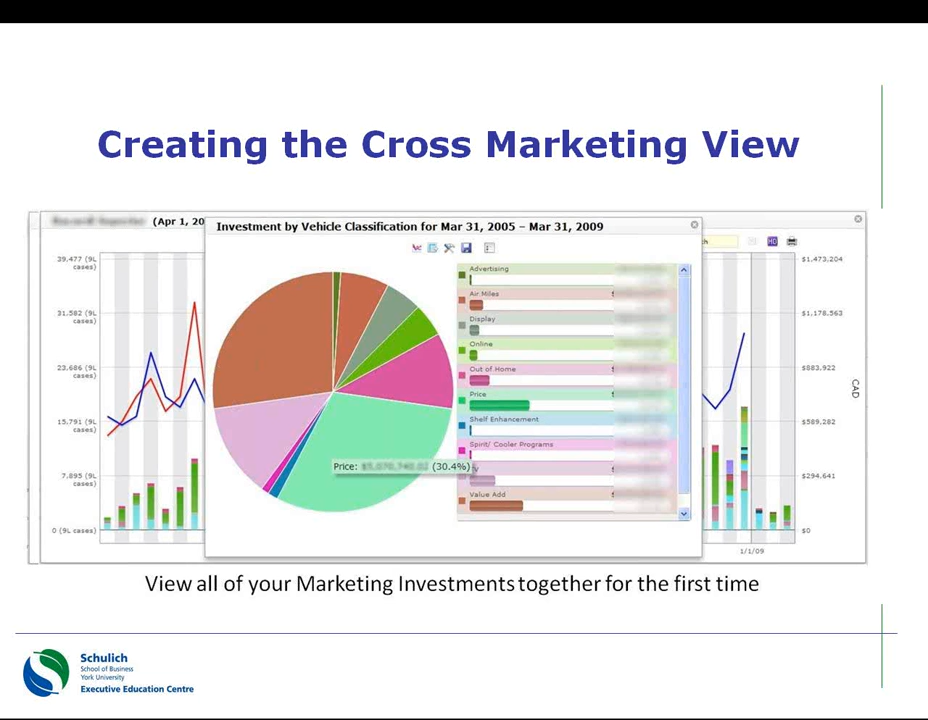 Creating the Cross Marketing View
(Apr 1, 20
Investment by Vehicle Classification for Mar 31, 2005 – Mar 31, 2009
39.477 (9L
cases)
31.582 (9L
cases)
23.686 (9L
cases)
15.791 (9L
cases)
7.895 (9L
cases)
0 (9L cases)
Advertising
Air Miles
Display
Online
Out of Home
Price
Shelf Enhancement
Spirit/ Cooler Programs
Value Add
Price:
(30.4%)
HD
$1,473,204
$1,178,563
$883,922
$589,282
$294,641
$0
CAD
1/1/09
View all of your Marketing Investments together for the first time
Schulich
School of Business
York University
Executive Education Centre